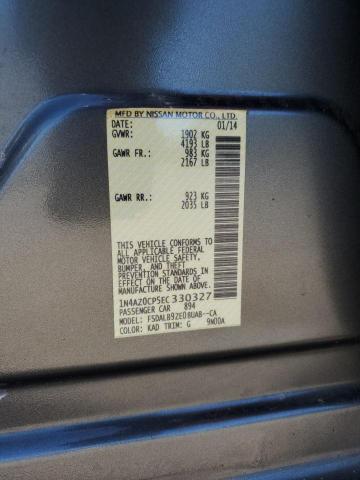 MFD BY NISSAN MOTOR CO., LTD.
DATE: 01/14
GVWR: 1902 KG
4193 LB
GAWR FR: 983 KG
2167 LB
GAWR RR: 923 KG
2035 LB
THIS VEHICLE CONFORMS TO
ALL APPLICABLE FEDERAL
MOTOR VEHICLE SAFETY,
BUMPER, AND THEFT
PREVENTION STANDARDS IN
EFFECT ON THE DATE OF
MANUFACTURE SHOWN ABOVE.
1N4AZ0CP5EC330327
PASSENGER CAR 894
MODEL: FSDALB9ZE0BUAB--CA
COLOR: KAD TRIM: G 9WDDA